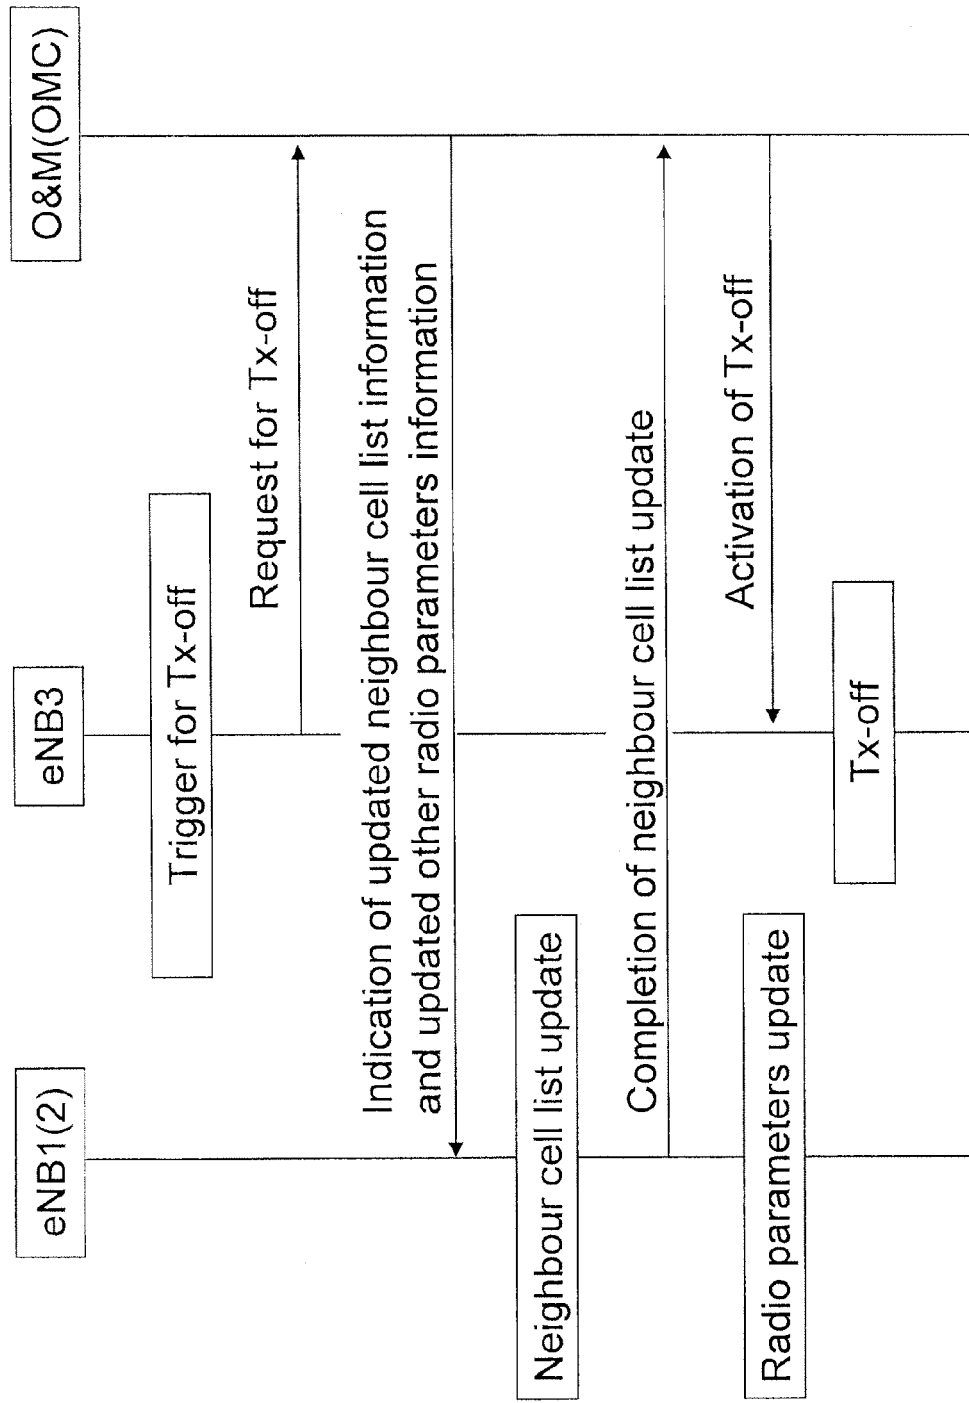 eNB1(2)
eNB3
O&M(OMC)
Trigger for Tx-off
Request for Tx-off
Indication of updated neighbour cell list information
and updated other radio parameters information
Neighbour cell list update
Completion of neighbour cell list update
Radio parameters update
Activation of Tx-off
Tx-off